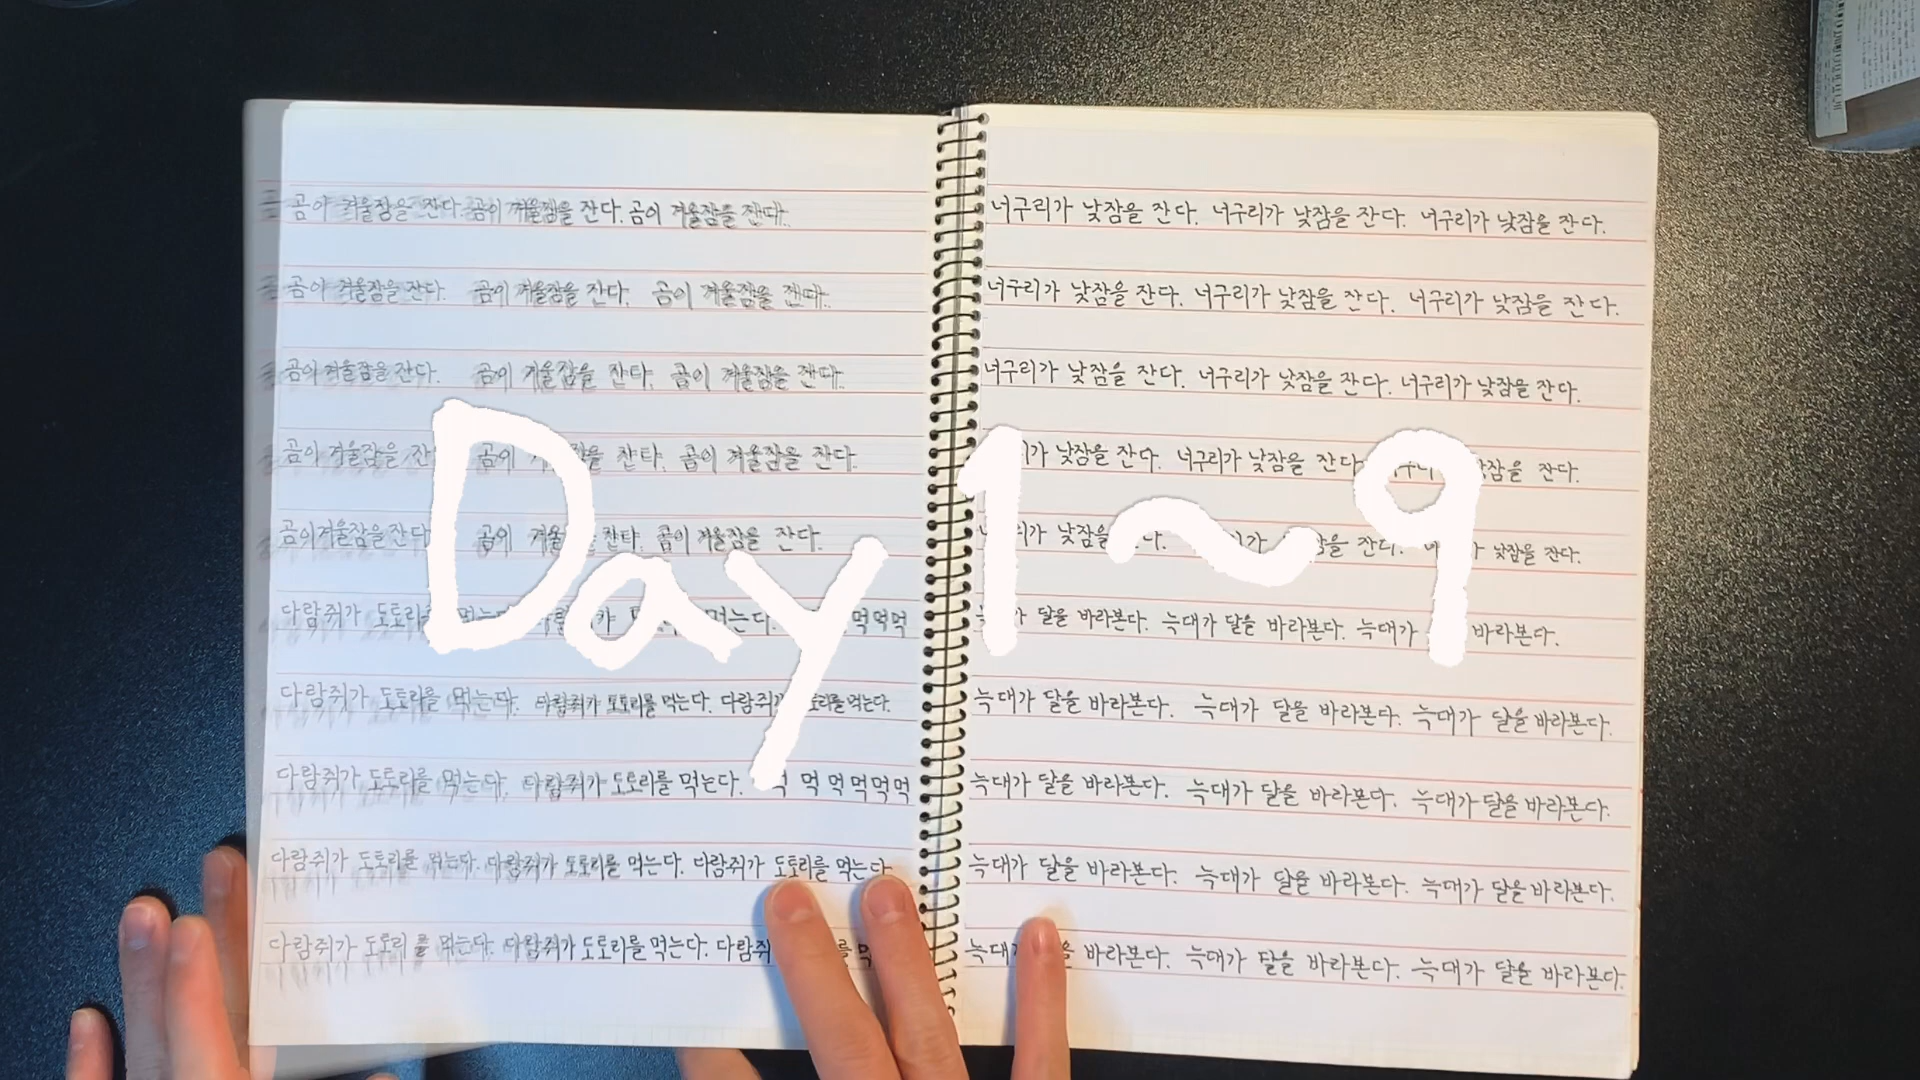 곰이 겨울잠을 잔다. 곰이 겨울잠을 잔다. 곰이 겨울잠을 잔다.
곰이 겨울잠을 잔다. 곰이 겨울잠을 잔다. 곰이 겨울잠을 잔다.
곰이 겨울잠을 잔다. 곰이 겨울잠을 잔다. 곰이 겨울잠을 잔다.
곰이 겨울잠을 잔 곰이 잔다. 곰이 겨울잠을 잔다.
곰이 겨울잠을 잔다 곰이 잔다. 곰이 겨울잠을 잔다.
다람쥐가 먹는다. 먹먹먹
다람쥐가 도토리를 먹는다. 다람쥐가 도토리를 먹는다. 다람쥐가 도토리를 먹는다.
다람쥐가 도토리를 먹는다. 다람쥐가 도토리를 먹는다. 먹 먹 먹 먹 먹
다람쥐가 도토리를 먹는다. 다람쥐가 도토리를 먹는다. 다람쥐가 도토리를 먹는다.
다람쥐가 도토리를 먹는다. 다람쥐가 도토리를 먹는다. 다람쥐
너구리가 낮잠을 잔다. 너구리가 낮잠을 잔다. 너구리가 낮잠을 잔다.
너구리가 낮잠을 잔다. 너구리가 낮잠을 잔다. 너구리가 낮잠을 잔다.
너구리가 낮잠을 잔다. 너구리가 낮잠을 잔다. 너구리가 낮잠을 잔다.
낮잠을 잔다. 너구리가 낮잠을 잔다 잔다.
낮잠을 잔다. 낮잠을 잔다.
달을 바라본다. 늑대가 달을 바라본다. 늑대가 바라본다.
늑대가 달을 바라본다. 늑대가 달을 바라본다. 늑대가 달을 바라본다.
늑대가 달을 바라본다. 늑대가 달을 바라본다. 늑대가 달을 바라본다.
늑대가 달을 바라본다. 늑대가 달을 바라본다. 늑대가 달을 바라본다.
늑대가 바라본다. 늑대가 달을 바라본다. 늑대가 달을 바라본다.
Day 1~9